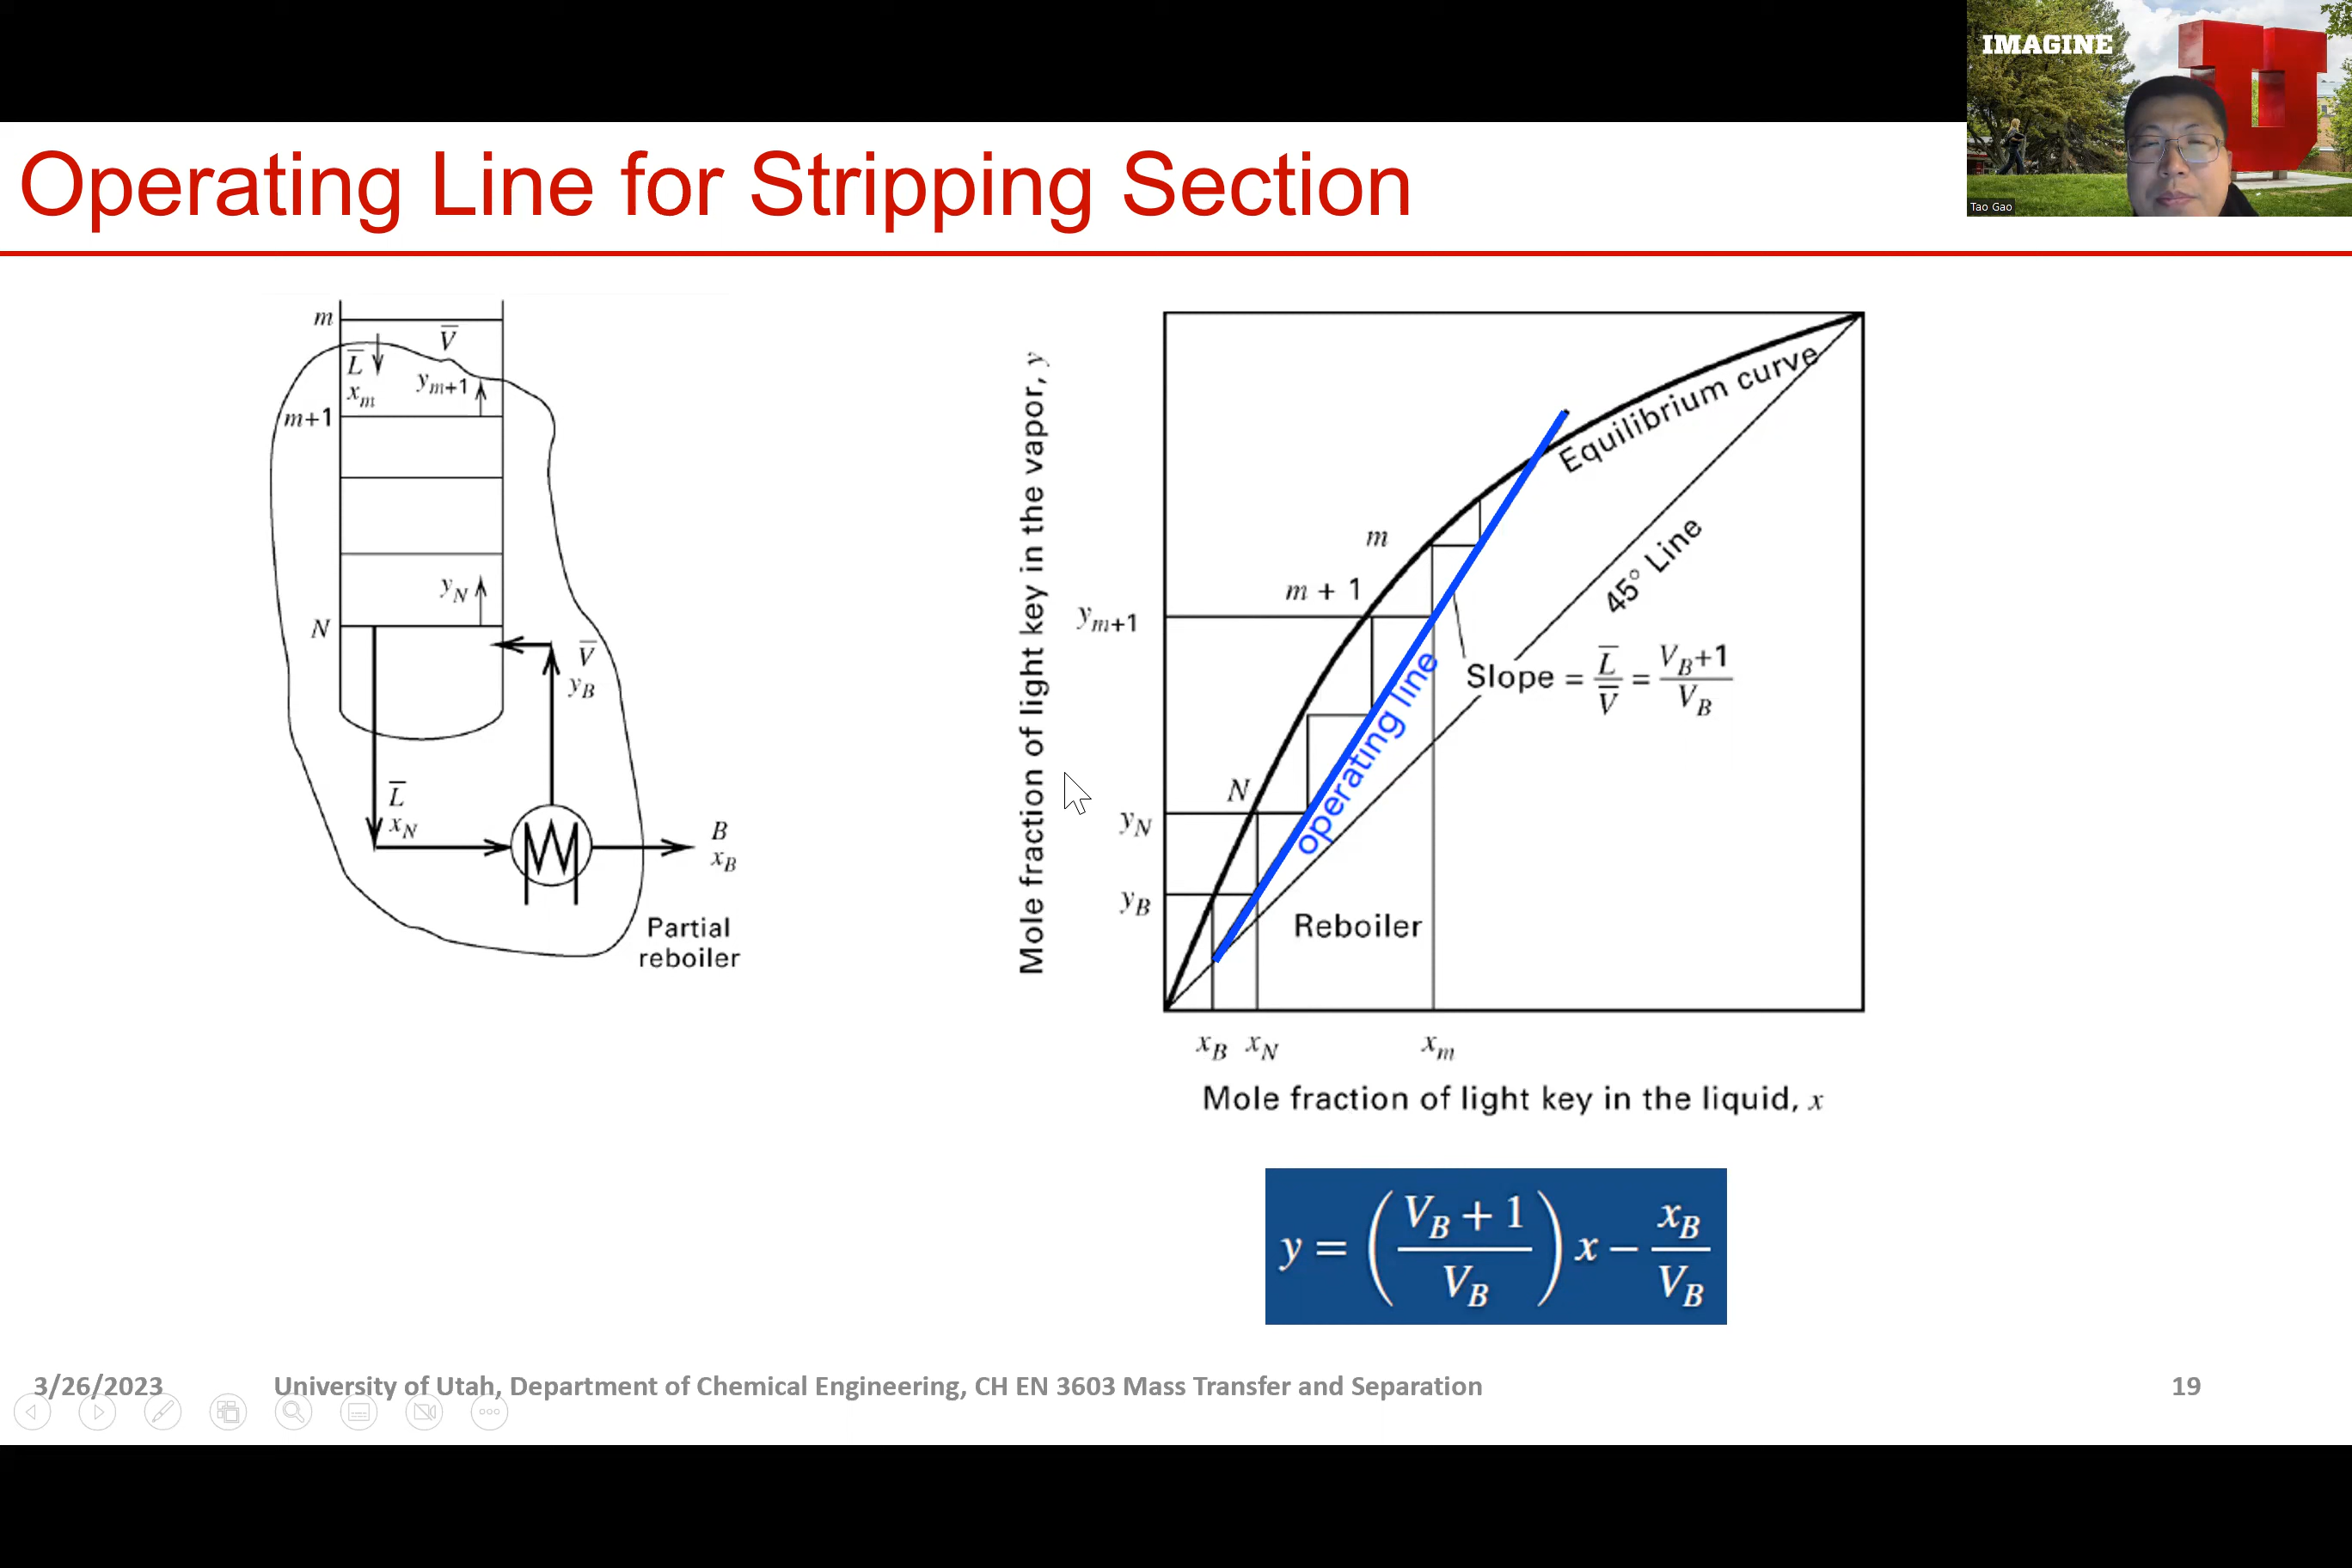 IMAGINE
Tao Gao
Operating Line for Stripping Section
m
V̅
L̅
x_m
y_{m+1}
m+1
y_N
N
V̅
y_B
L̅
x_N
B
x_B
Partial
reboiler
Mole fraction of light key in the vapor, y
Equilibrium curve
45° Line
m
m + 1
y_{m+1}
Slope = L̅/V̅ = (V_B+1)/V_B
operating line
N
y_N
y_B
Reboiler
x_B x_N x_m
Mole fraction of light key in the liquid, x
y = ((V_B + 1)/V_B) x − x_B/V_B
3/26/2023 University of Utah, Department of Chemical Engineering, CH EN 3603 Mass Transfer and Separation 19